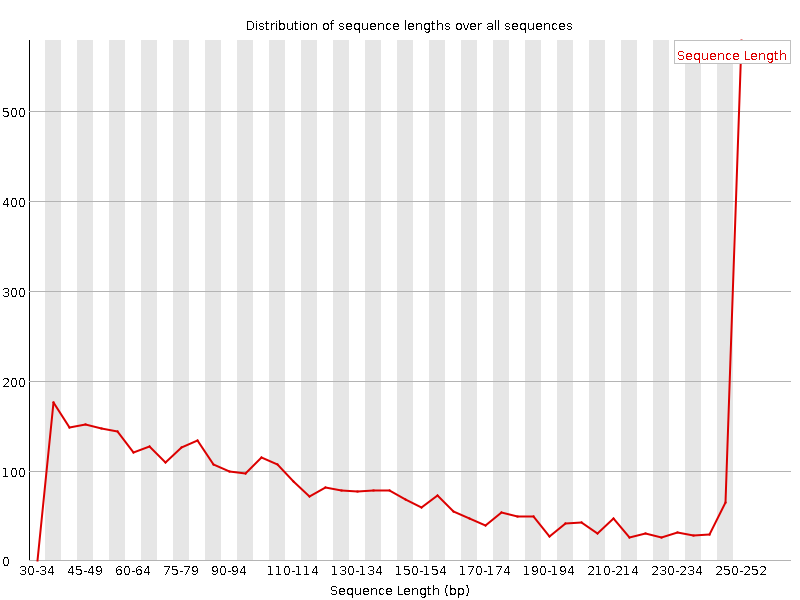 Distribution of sequence lengths over all sequences
Sequence Length
500
400
300
200
100
0
30-34 45-49 60-64 75-79 90-94 110-114 130-134 150-154 170-174 190-194 210-214 230-234 250-252
Sequence Length (bp)